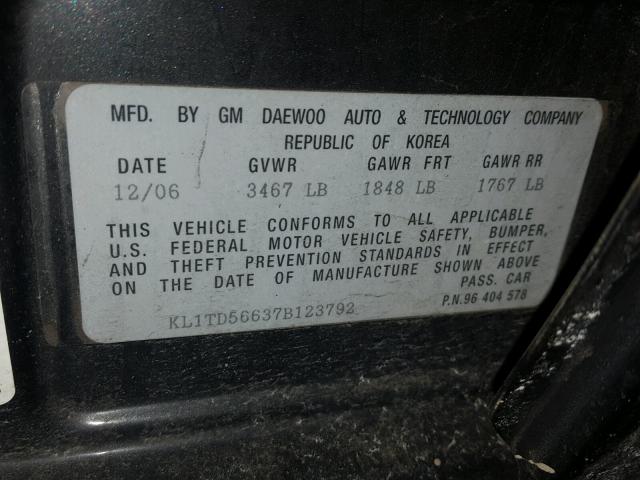 MFD. BY GM DAEWOO AUTO & TECHNOLOGY COMPANY
REPUBLIC OF KOREA
DATE GVWR GAWR FRT GAWR RR
12/06 3467 LB 1848 LB 1767 LB
THIS VEHICLE CONFORMS TO ALL APPLICABLE
U.S. FEDERAL MOTOR VEHICLE SAFETY, BUMPER,
AND THEFT PREVENTION STANDARDS IN EFFECT
ON THE DATE OF MANUFACTURE SHOWN ABOVE
PASS. CAR
KL1TD56637B123792 P.N.96 404 578